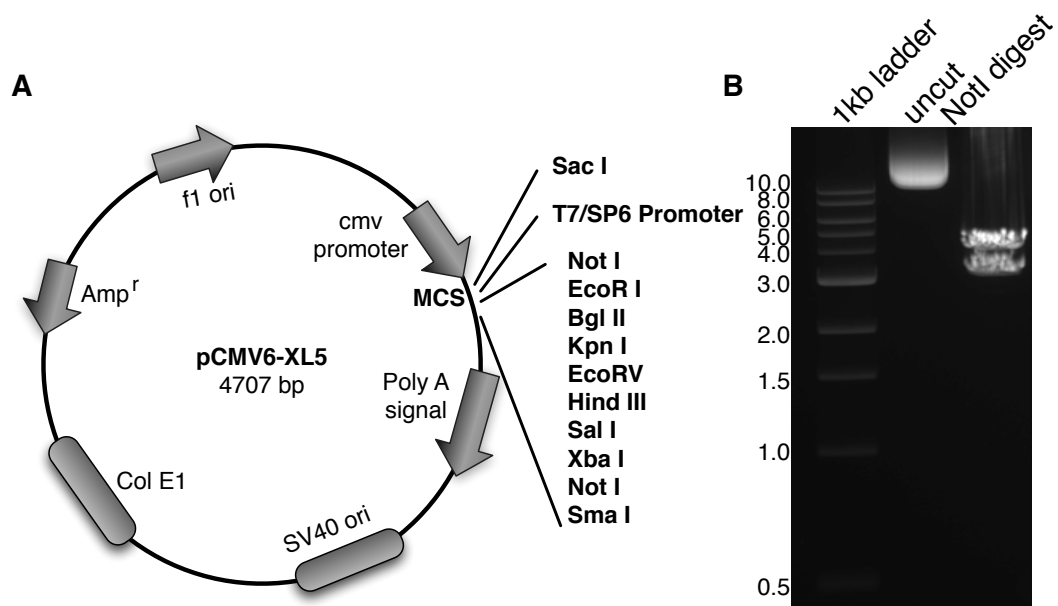 A
f1 ori
cmv
promoter
MCS
Amp r
pCMV6-XL5
4707 bp
Poly A
signal
Col E1
SV40 ori
Sac I
T7/SP6 Promoter
Not I
EcoR I
Bgl II
Kpn I
EcoRV
Hind III
Sal I
Xba I
Not I
Sma I
B
1kb ladder
uncut
NotI digest
10.0
8.0
6.0
5.0
4.0
3.0
2.0
1.5
1.0
0.5